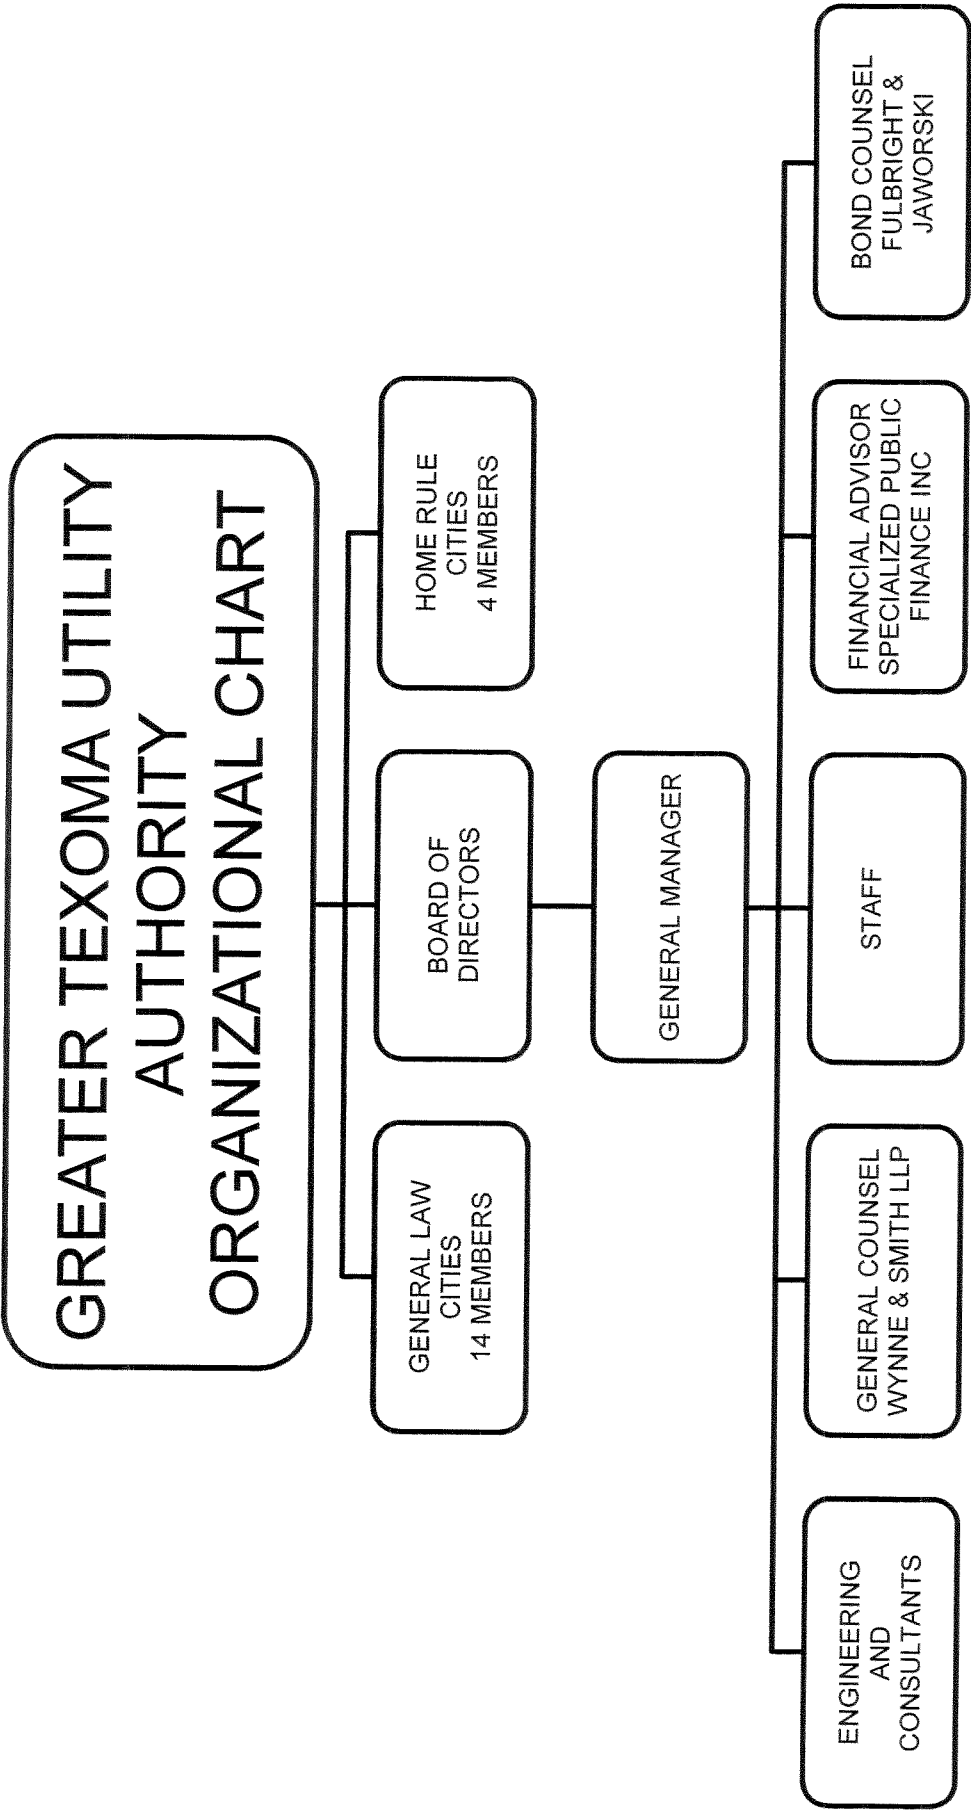 GREATER TEXOMA UTILITY
AUTHORITY
ORGANIZATIONAL CHART
GENERAL LAW
CITIES
14 MEMBERS
BOARD OF
DIRECTORS
HOME RULE
CITIES
4 MEMBERS
GENERAL MANAGER
ENGINEERING
AND
CONSULTANTS
GENERAL COUNSEL
WYNNE & SMITH LLP
STAFF
FINANCIAL ADVISOR
SPECIALIZED PUBLIC
FINANCE INC
BOND COUNSEL
FULBRIGHT &
JAWORSKI